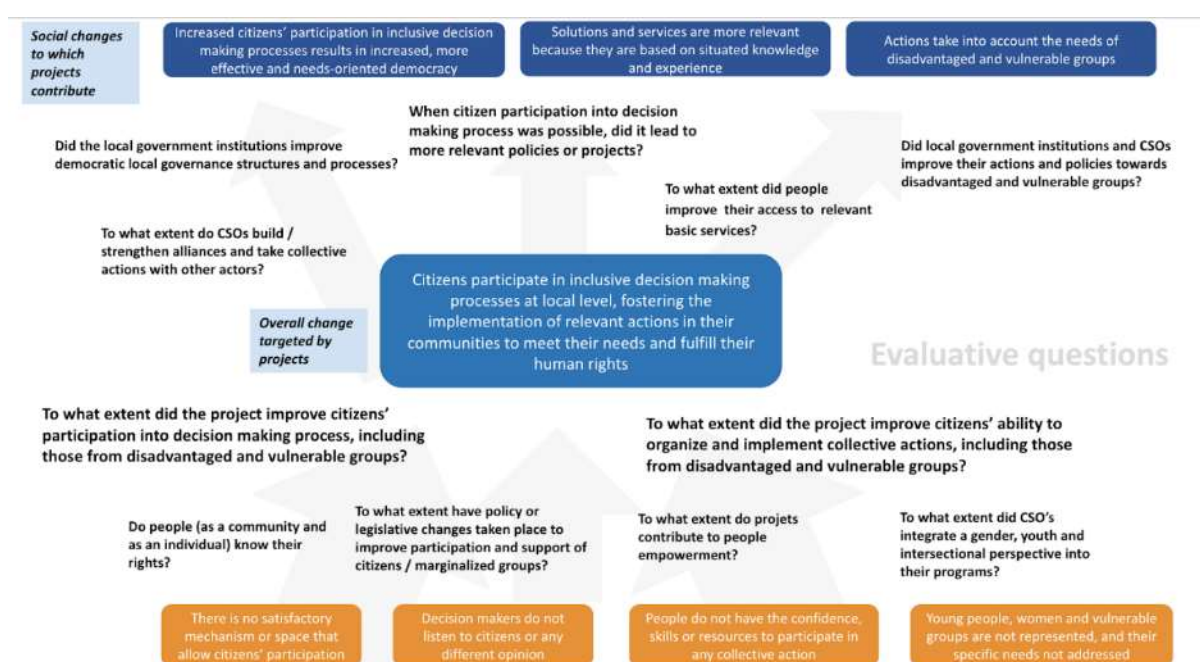 Social changes
to which
projects
contribute
Increased citizens' participation in inclusive decision
making processes results in increased, more
effective and needs-oriented democracy
Solutions and services are more relevant
because they are based on situated knowledge
and experience
Actions take into account the needs of
disadvantaged and vulnerable groups
When citizen participation into decision
making process was possible, did it lead to
more relevant policies or projects?
Did the local government institutions improve
democratic local governance structures and processes?
Did local government institutions and CSOs
improve their actions and policies towards
disadvantaged and vulnerable groups?
To what extent did people
improve their access to relevant
basic services?
To what extent do CSOs build /
strengthen alliances and take collective
actions with other actors?
Citizens participate in inclusive decision making
processes at local level, fostering the
implementation of relevant actions in their
communities to meet their needs and fulfill their
human rights
Overall change
targeted by
projects
Evaluative questions
To what extent did the project improve citizens'
participation into decision making process, including
those from disadvantaged and vulnerable groups?
To what extent did the project improve citizens' ability to
organize and implement collective actions, including those
from disadvantaged and vulnerable groups?
Do people (as a community and
as an individual) know their
rights?
To what extent have policy or
legislative changes taken place to
improve participation and support of
citizens / marginalized groups?
To what extent do projets
contribute to people
empowerment?
To what extent did CSO's
integrate a gender, youth and
intersectional perspective into
their programs?
There is no satisfactory
mechanism or space that
allow citizens' participation
Decision makers do not
listen to citizens or any
different opinion
People do not have the confidence,
skills or resources to participate in
any collective action
Young people, women and vulnerable
groups are not represented, and their
specific needs not addressed